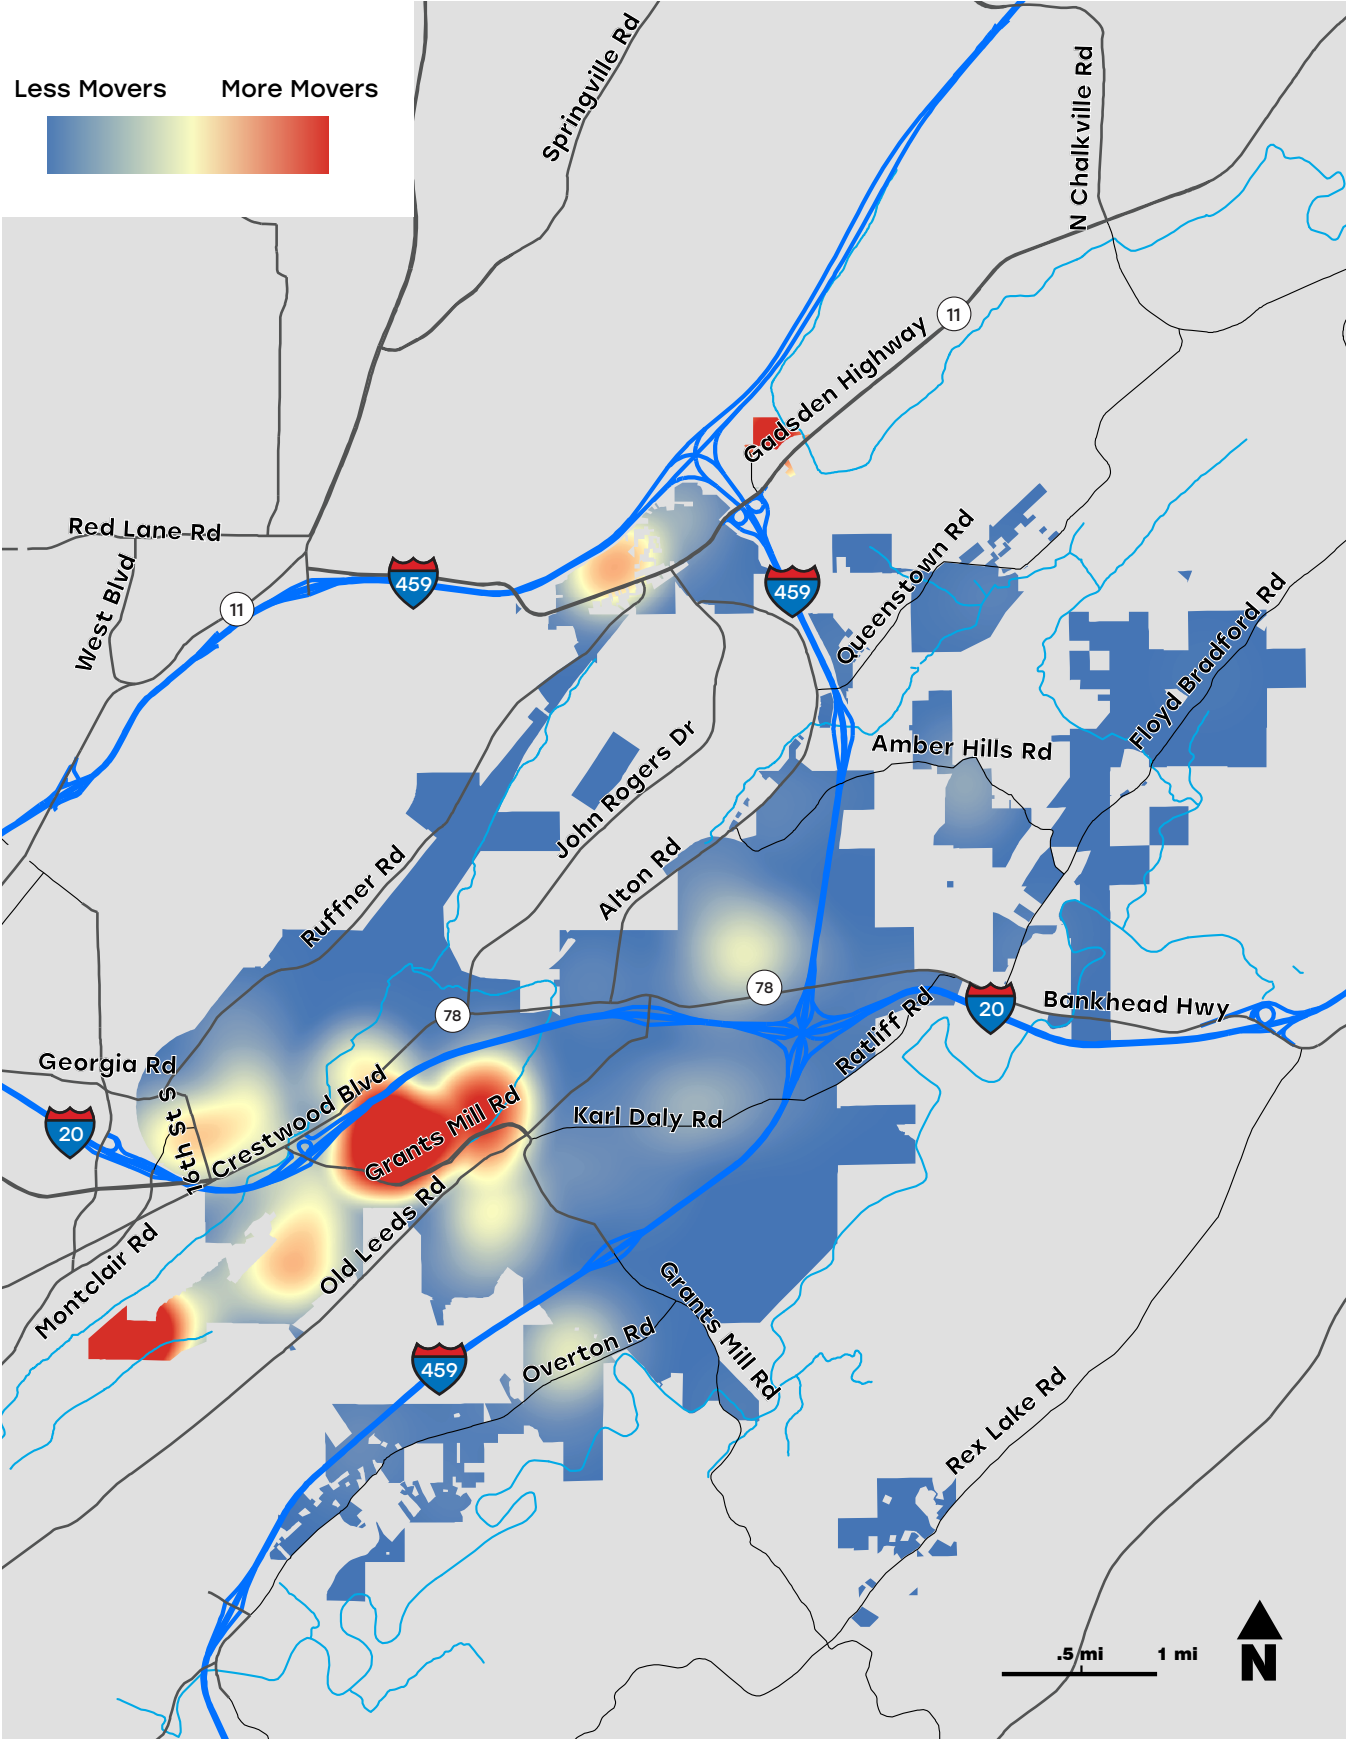 Less Movers More Movers
Springville Rd
N Chalkville Rd
11
Gadsden Highway
Red Lane Rd
West Blvd
11
459
459
Queenstown Rd
Floyd Bradford Rd
Amber Hills Rd
John Rogers Dr
Alton Rd
Ruffner Rd
78
78
20
Bankhead Hwy
Ratliff Rd
Georgia Rd
16th St S
20
Crestwood Blvd
Grants Mill Rd
Karl Daly Rd
Old Leeds Rd
Montclair Rd
Grants Mill Rd
Overton Rd
459
Rex Lake Rd
.5 mi 1 mi
N